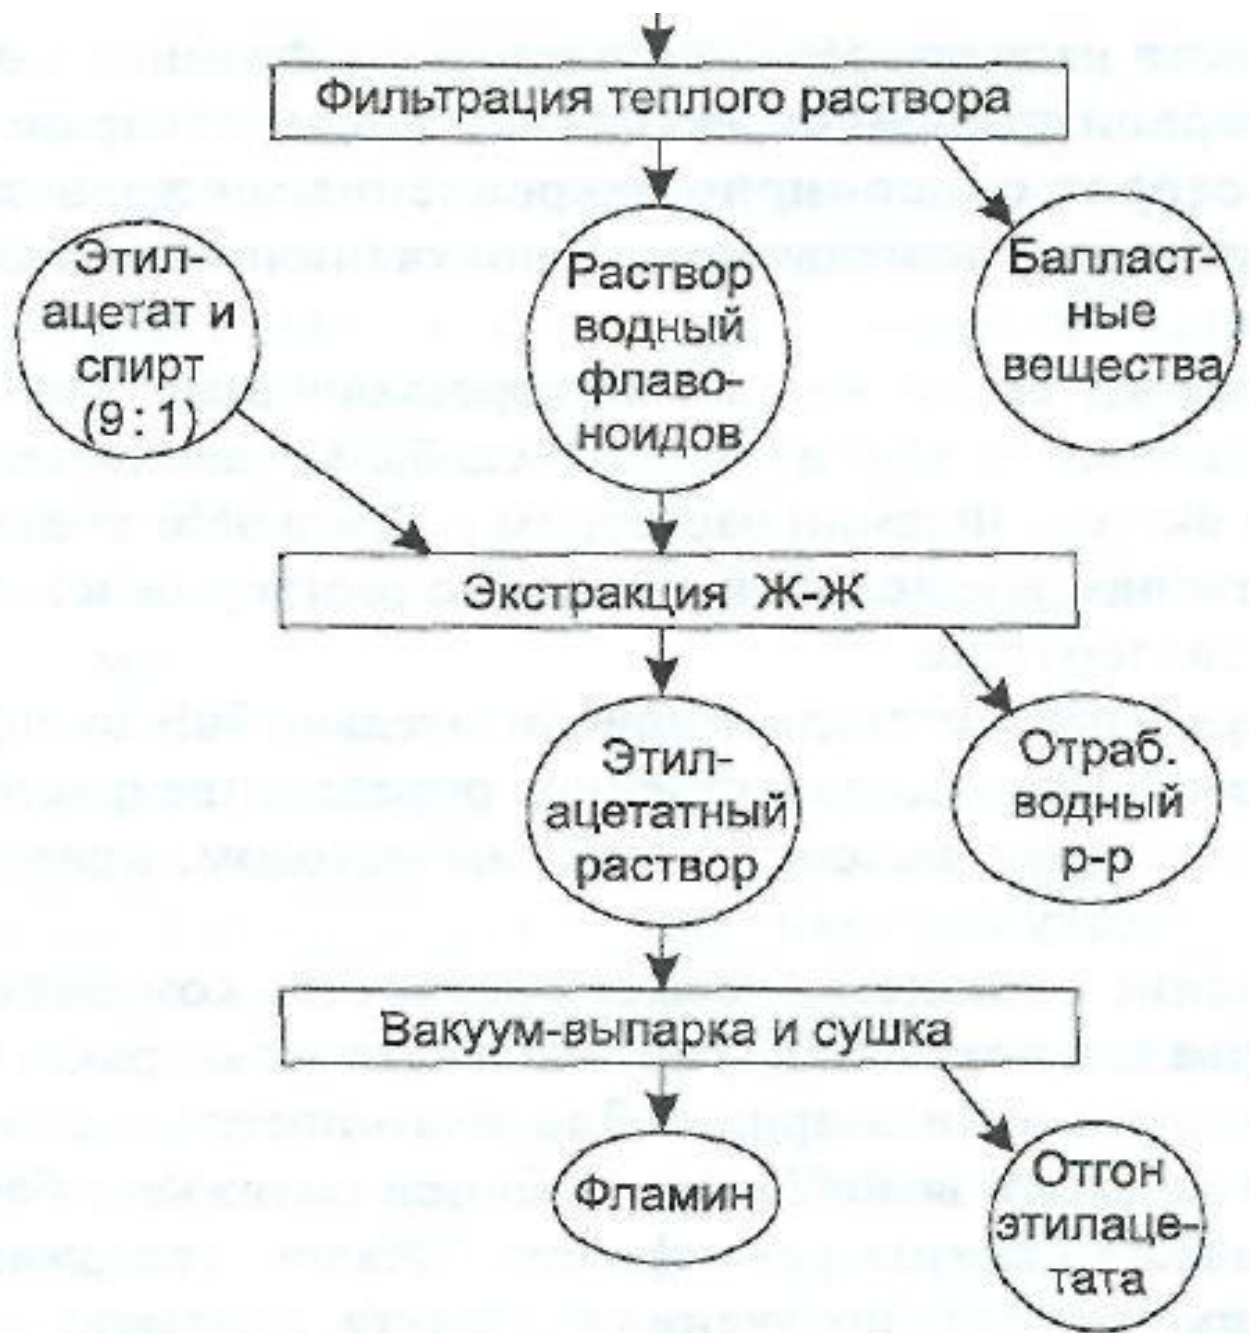 Фильтрация теплого раствора
Этил-
ацетат и
спирт
(9 : 1)
Раствор
водный
флаво-
ноидов
Балласт-
ные
вещества
Экстракция Ж-Ж
Этил-
ацетатный
раствор
Отраб.
водный
р-р
Вакуум-выпарка и сушка
Фламин
Отгон
этилаце-
тата